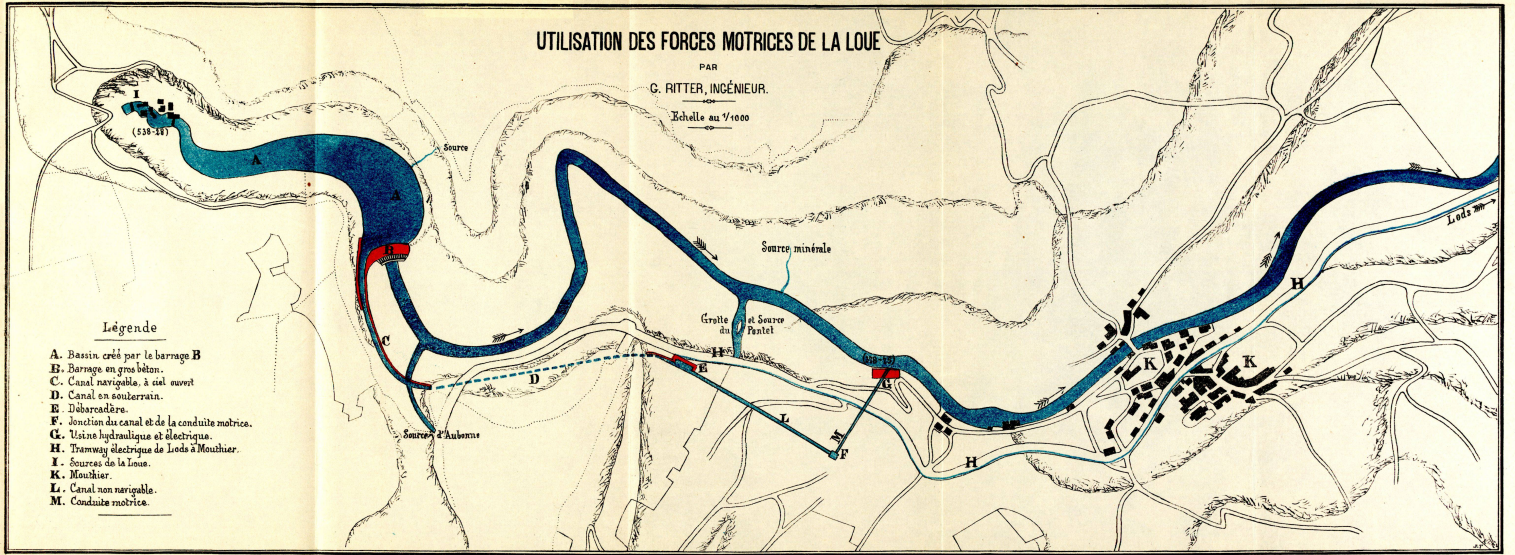 UTILISATION DES FORCES MOTRICES DE LA LOUE
PAR
G. RITTER, INGÉNIEUR.
Echelle au 1/1000
I
(538-28)
A
Source
A
B
C
Source minérale
Grotte et Source
du Pontet
H
D
E
G
L
M
F
Source d'Aubonne
H
K
K
H
Lods
Légende
A. Bassin créé par le barrage B
B. Barrage en gros béton.
C. Canal navigable, à ciel ouvert
D. Canal en souterrain.
E. Débarcadère.
F. Jonction du canal et de la conduite motrice.
G. Usine hydraulique et électrique.
H. Tramway électrique de Lods à Mouthier.
I. Sources de la Loue.
K. Mouthier.
L. Canal non navigable.
M. Conduite motrice.